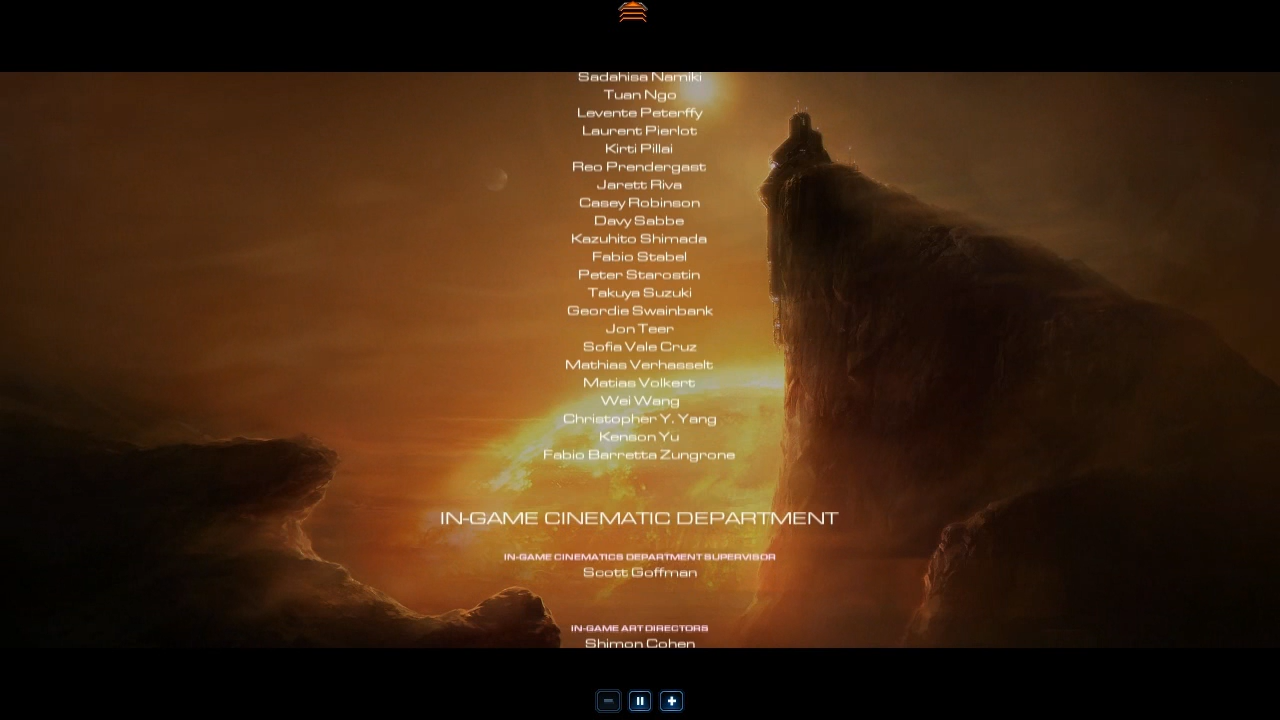 Sadahisa Namiki
Tuan Ngo
Levente Peterffy
Laurent Pierlot
Kirti Pillai
Reo Prendergast
Jarett Riva
Casey Robinson
Davy Sabbe
Kazuhito Shimada
Fabio Stabel
Peter Starostin
Takuya Suzuki
Geordie Swainbank
Jon Teer
Sofia Vale Cruz
Mathias Verhasselt
Matias Volkert
Wei Wang
Christopher Y. Yang
Kenson Yu
Fabio Barretta Zungrone
IN-GAME CINEMATIC DEPARTMENT
IN-GAME CINEMATICS DEPARTMENT SUPERVISOR
Scott Goffman
IN-GAME ART DIRECTORS
Shimon Cohen